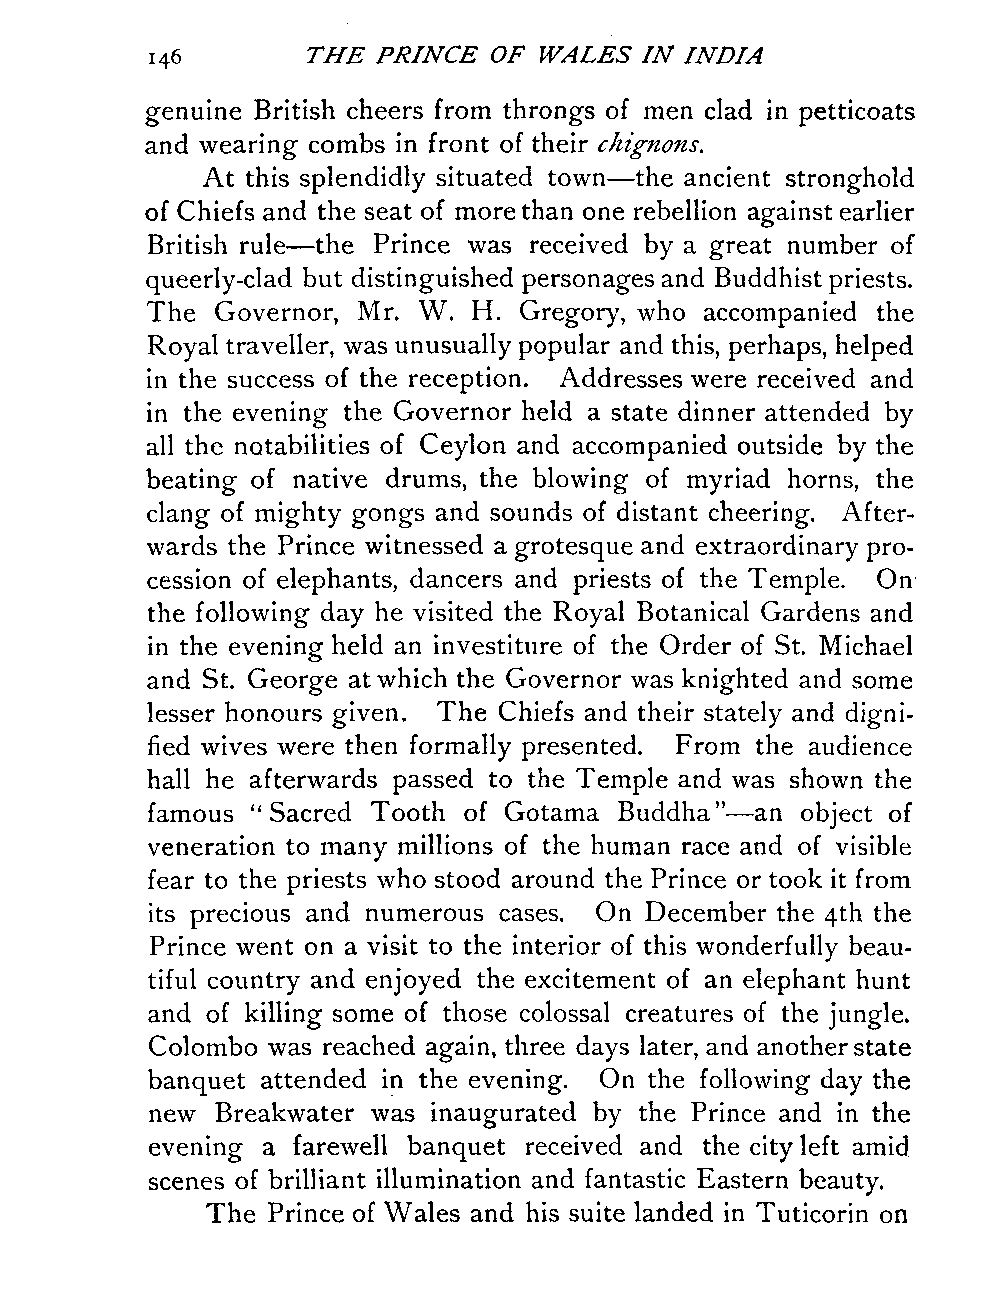 146 THE PRINCE OF WALES IN INDIA
genuine British cheers from throngs of men clad in petticoats
and wearing combs in front of their chignons.
At this splendidly situated town—the ancient stronghold
of Chiefs and the seat of more than one rebellion against earlier
British rule—the Prince was received by a great number of
queerly-clad but distinguished personages and Buddhist priests.
The Governor, Mr. W. H. Gregory, who accompanied the
Royal traveller, was unusually popular and this, perhaps, helped
in the success of the reception. Addresses were received and
in the evening the Governor held a state dinner attended by
all the notabilities of Ceylon and accompanied outside by the
beating of native drums, the blowing of myriad horns, the
clang of mighty gongs and sounds of distant cheering. After-
wards the Prince witnessed a grotesque and extraordinary pro-
cession of elephants, dancers and priests of the Temple. On
the following day he visited the Royal Botanical Gardens and
in the evening held an investiture of the Order of St. Michael
and St. George at which the Governor was knighted and some
lesser honours given. The Chiefs and their stately and digni-
fied wives were then formally presented. From the audience
hall he afterwards passed to the Temple and was shown the
famous "Sacred Tooth of Gotama Buddha"—an object of
veneration to many millions of the human race and of visible
fear to the priests who stood around the Prince or took it from
its precious and numerous cases. On December the 4th the
Prince went on a visit to the interior of this wonderfully beau-
tiful country and enjoyed the excitement of an elephant hunt
and of killing some of those colossal creatures of the jungle.
Colombo was reached again, three days later, and another state
banquet attended in the evening. On the following day the
new Breakwater was inaugurated by the Prince and in the
evening a farewell banquet received and the city left amid
scenes of brilliant illumination and fantastic Eastern beauty.
The Prince of Wales and his suite landed in Tuticorin on